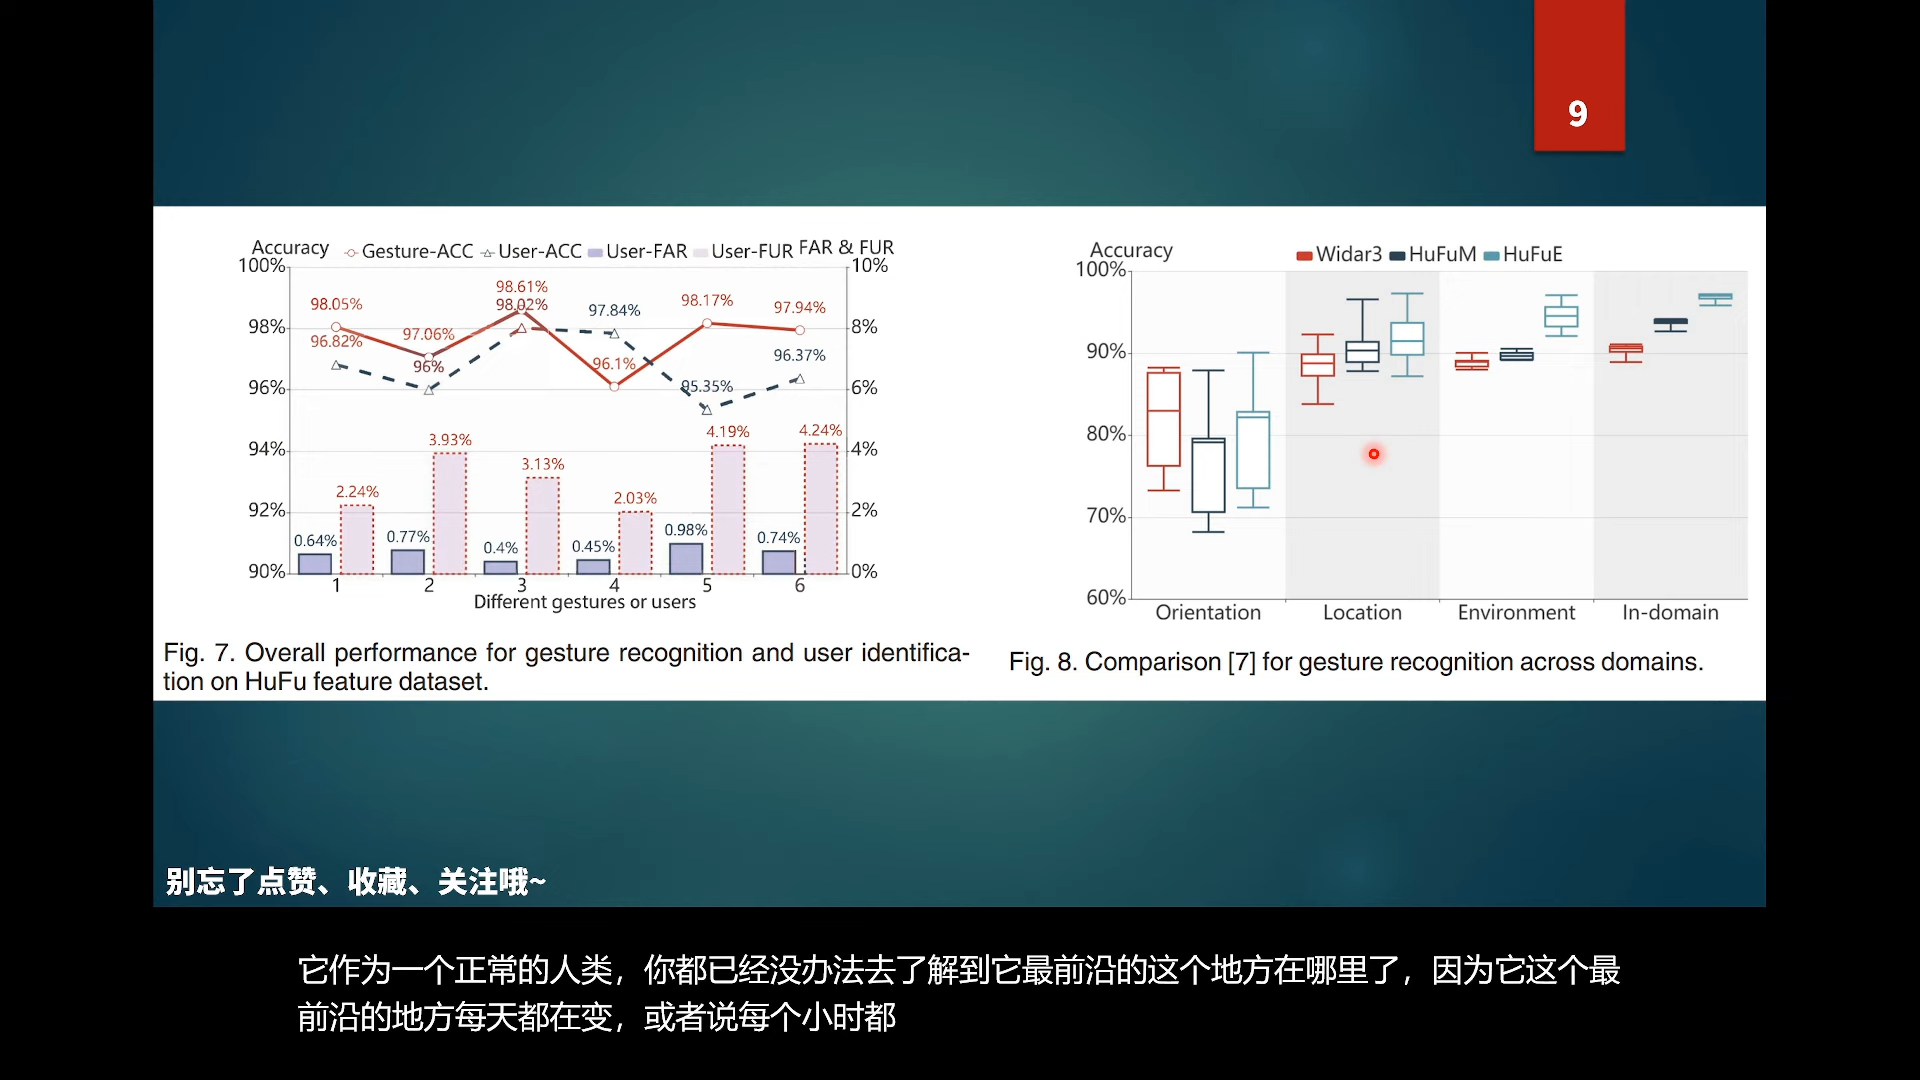 9
Accuracy Gesture-ACC User-ACC User-FAR User-FUR FAR & FUR
100% 10%
98.61%
98.05% 98.02% 97.84% 98.17% 97.94%
98% 8%
96.82% 97.06% 96.1% 96.37%
96% 95.35%
96% 6%
94% 3.93% 4.19% 4.24% 4%
2.24% 3.13% 2.03%
92% 2%
0.64% 0.77% 0.4% 0.45% 0.98% 0.74%
90% 0%
1 2 3 4 5 6
Different gestures or users
Fig. 7. Overall performance for gesture recognition and user identifica-
tion on HuFu feature dataset.
Accuracy Widar3 HuFuM HuFuE
100%
90%
80%
70%
60%
Orientation Location Environment In-domain
Fig. 8. Comparison [7] for gesture recognition across domains.
别忘了点赞、收藏、关注哦~
它作为一个正常的人类，你都已经没办法去了解到它最前沿的这个地方在哪里了，因为它这个最
前沿的地方每天都在变，或者说每个小时都